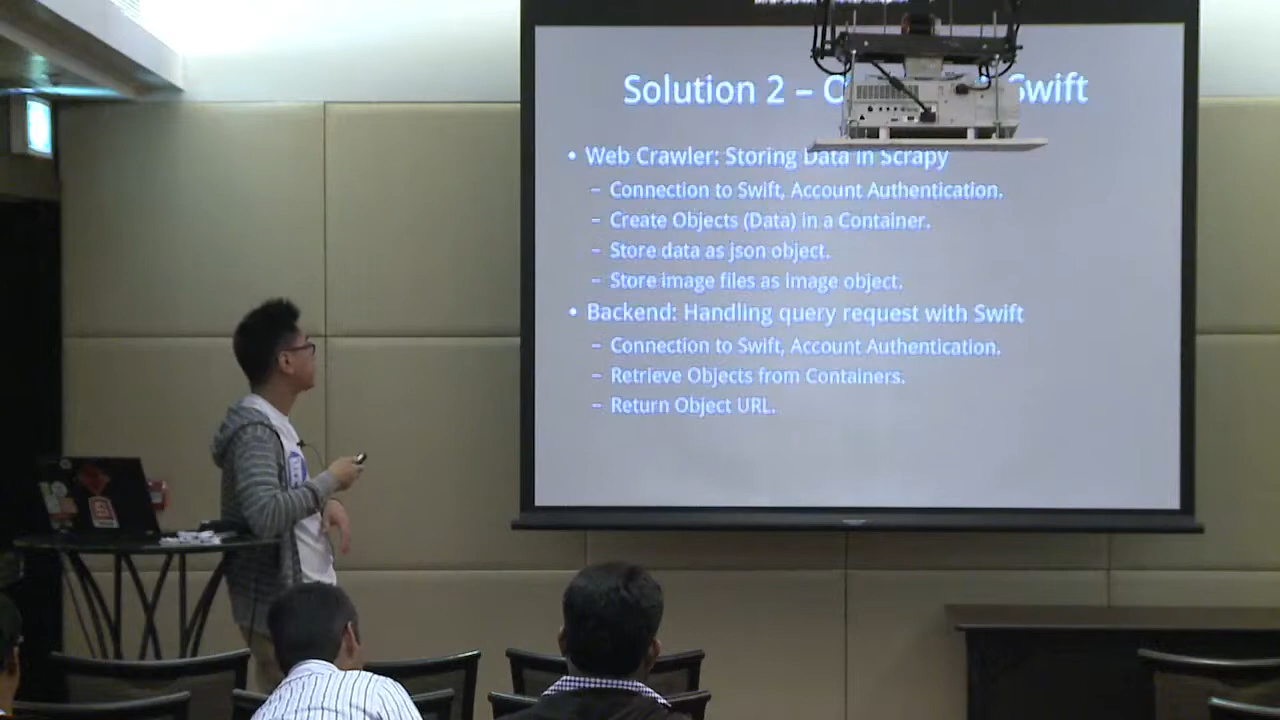 Solution 2 – Swift
• Web Crawler: Storing Data in Scrapy
– Connection to Swift, Account Authentication.
– Create Objects (Data) in a Container.
– Store data as json object.
– Store image files as image object.
• Backend: Handling query request with Swift
– Connection to Swift, Account Authentication.
– Retrieve Objects from Containers.
– Return Object URL.